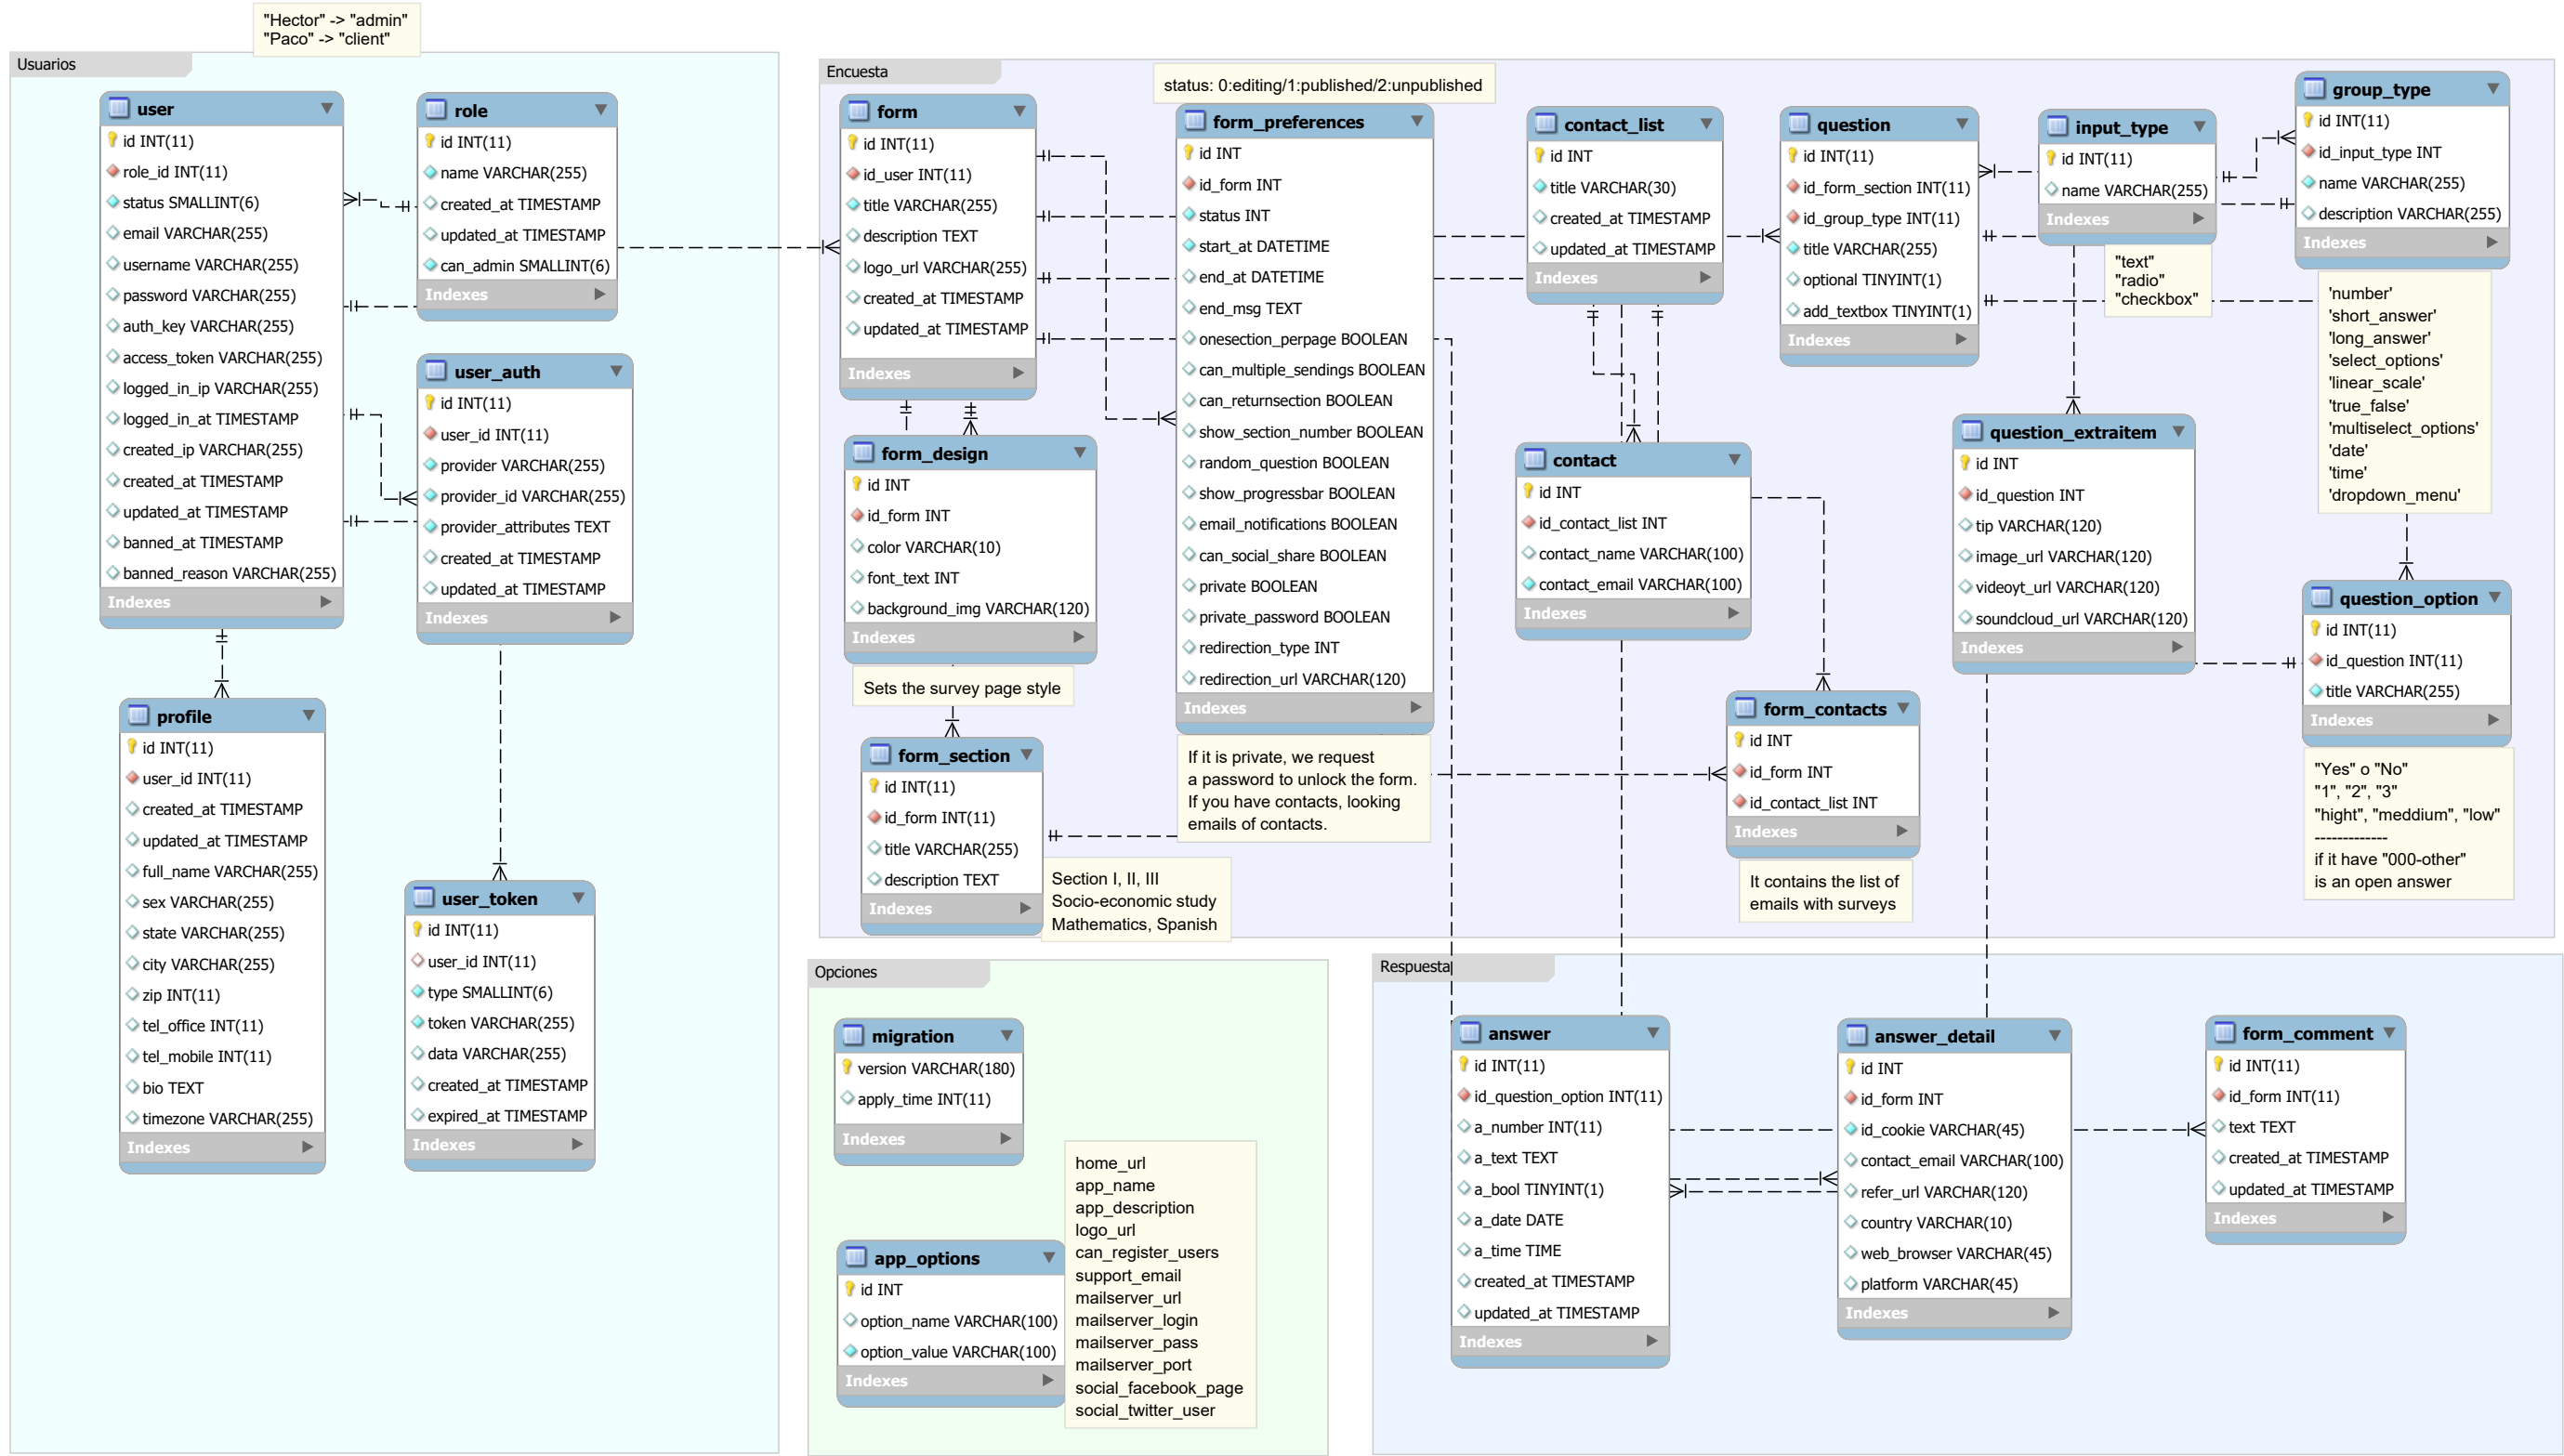 "Hector" -> "admin"
"Paco" -> "client"
Usuarios
user
id INT(11)
role_id INT(11)
status SMALLINT(6)
email VARCHAR(255)
username VARCHAR(255)
password VARCHAR(255)
auth_key VARCHAR(255)
access_token VARCHAR(255)
logged_in_ip VARCHAR(255)
logged_in_at TIMESTAMP
created_ip VARCHAR(255)
created_at TIMESTAMP
updated_at TIMESTAMP
banned_at TIMESTAMP
banned_reason VARCHAR(255)
Indexes
role
id INT(11)
name VARCHAR(255)
created_at TIMESTAMP
updated_at TIMESTAMP
can_admin SMALLINT(6)
Indexes
user_auth
id INT(11)
user_id INT(11)
provider VARCHAR(255)
provider_id VARCHAR(255)
provider_attributes TEXT
created_at TIMESTAMP
updated_at TIMESTAMP
Indexes
profile
id INT(11)
user_id INT(11)
created_at TIMESTAMP
updated_at TIMESTAMP
full_name VARCHAR(255)
sex VARCHAR(255)
state VARCHAR(255)
city VARCHAR(255)
zip INT(11)
tel_office INT(11)
tel_mobile INT(11)
bio TEXT
timezone VARCHAR(255)
Indexes
user_token
id INT(11)
user_id INT(11)
type SMALLINT(6)
token VARCHAR(255)
data VARCHAR(255)
created_at TIMESTAMP
expired_at TIMESTAMP
Indexes
Encuesta
status: 0:editing/1:published/2:unpublished
form
id INT(11)
id_user INT(11)
title VARCHAR(255)
description TEXT
logo_url VARCHAR(255)
created_at TIMESTAMP
updated_at TIMESTAMP
Indexes
form_design
id INT
id_form INT
color VARCHAR(10)
font_text INT
background_img VARCHAR(120)
Indexes
Sets the survey page style
form_section
id INT(11)
id_form INT(11)
title VARCHAR(255)
description TEXT
Indexes
Section I, II, III
Socio-economic study
Mathematics, Spanish
form_preferences
id INT
id_form INT
status INT
start_at DATETIME
end_at DATETIME
end_msg TEXT
onesection_perpage BOOLEAN
can_multiple_sendings BOOLEAN
can_returnsection BOOLEAN
show_section_number BOOLEAN
random_question BOOLEAN
show_progressbar BOOLEAN
email_notifications BOOLEAN
can_social_share BOOLEAN
private BOOLEAN
private_password BOOLEAN
redirection_type INT
redirection_url VARCHAR(120)
Indexes
If it is private, we request
a password to unlock the form.
If you have contacts, looking
emails of contacts.
contact_list
id INT
title VARCHAR(30)
created_at TIMESTAMP
updated_at TIMESTAMP
Indexes
contact
id INT
id_contact_list INT
contact_name VARCHAR(100)
contact_email VARCHAR(100)
Indexes
form_contacts
id INT
id_form INT
id_contact_list INT
Indexes
It contains the list of
emails with surveys
question
id INT(11)
id_form_section INT(11)
id_group_type INT(11)
title VARCHAR(255)
optional TINYINT(1)
add_textbox TINYINT(1)
Indexes
input_type
id INT(11)
name VARCHAR(255)
Indexes
"text"
"radio"
"checkbox"
question_extraitem
id INT
id_question INT
tip VARCHAR(120)
image_url VARCHAR(120)
videoyt_url VARCHAR(120)
soundcloud_url VARCHAR(120)
Indexes
group_type
id INT(11)
id_input_type INT
name VARCHAR(255)
description VARCHAR(255)
Indexes
'number'
'short_answer'
'long_answer'
'select_options'
'linear_scale'
'true_false'
'multiselect_options'
'date'
'time'
'dropdown_menu'
question_option
id INT(11)
id_question INT(11)
title VARCHAR(255)
Indexes
"Yes" o "No"
"1", "2", "3"
"hight", "meddium", "low"
-------------
if it have "000-other"
is an open answer
Opciones
migration
version VARCHAR(180)
apply_time INT(11)
Indexes
app_options
id INT
option_name VARCHAR(100)
option_value VARCHAR(100)
Indexes
home_url
app_name
app_description
logo_url
can_register_users
support_email
mailserver_url
mailserver_login
mailserver_pass
mailserver_port
social_facebook_page
social_twitter_user
Respuesta
answer
id INT(11)
id_question_option INT(11)
a_number INT(11)
a_text TEXT
a_bool TINYINT(1)
a_date DATE
a_time TIME
created_at TIMESTAMP
updated_at TIMESTAMP
Indexes
answer_detail
id INT
id_form INT
id_cookie VARCHAR(45)
contact_email VARCHAR(100)
refer_url VARCHAR(120)
country VARCHAR(10)
web_browser VARCHAR(45)
platform VARCHAR(45)
Indexes
form_comment
id INT(11)
id_form INT(11)
text TEXT
created_at TIMESTAMP
updated_at TIMESTAMP
Indexes